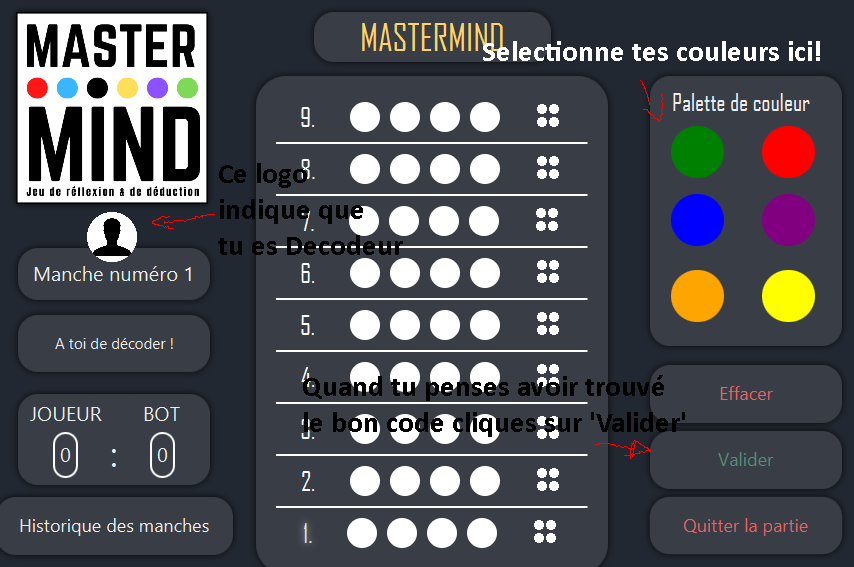 MASTER
MIND
Jeu de réflexion & de déduction
MASTERMIND
Selectionne tes couleurs ici!
Palette de couleur
Ce logo
indique que
tu es Decodeur
Manche numéro 1
A toi de décoder !
JOUEUR BOT
0 : 0
Historique des manches
9.
8.
7.
6.
5.
4.
3.
2.
1.
Quand tu penses avoir trouvé
le bon code cliques sur 'Valider'
Effacer
Valider
Quitter la partie